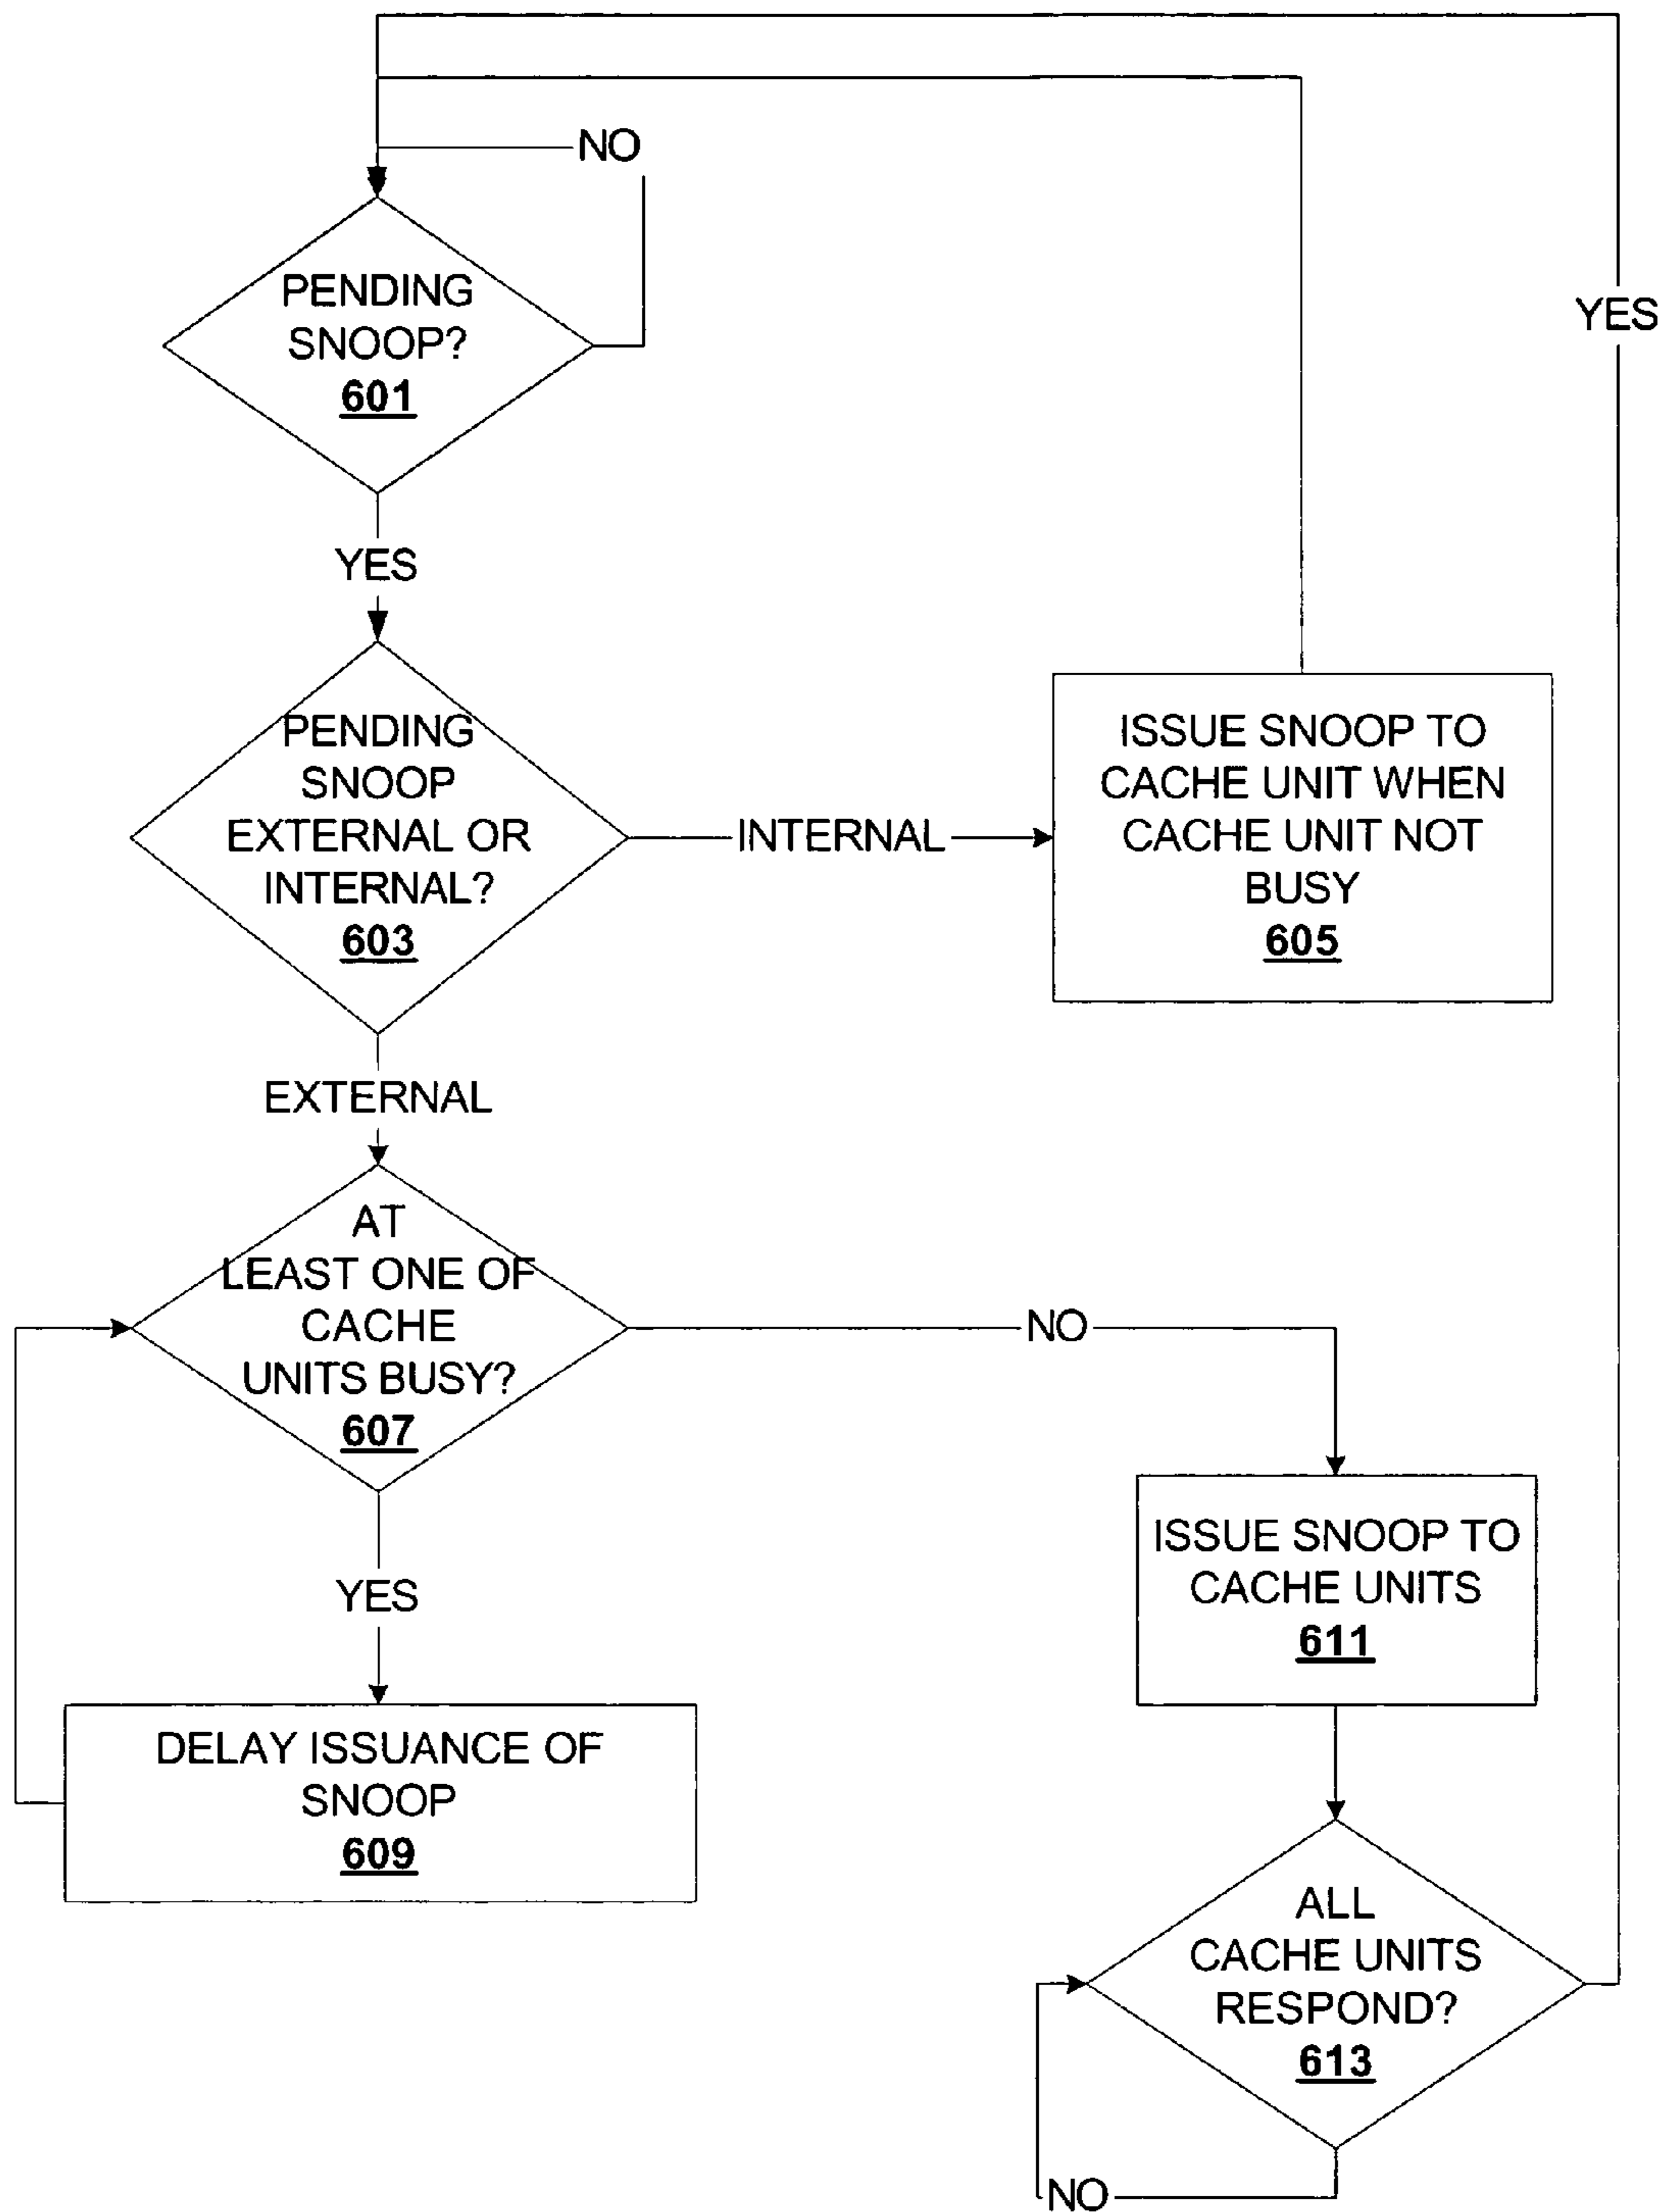 NO
PENDING
SNOOP?
601
YES
YES
PENDING
SNOOP
EXTERNAL OR
INTERNAL?
603
INTERNAL
ISSUE SNOOP TO
CACHE UNIT WHEN
CACHE UNIT NOT
BUSY
605
EXTERNAL
AT
LEAST ONE OF
CACHE
UNITS BUSY?
607
NO
YES
ISSUE SNOOP TO
CACHE UNITS
611
DELAY ISSUANCE OF
SNOOP
609
ALL
CACHE UNITS
RESPOND?
613
NO